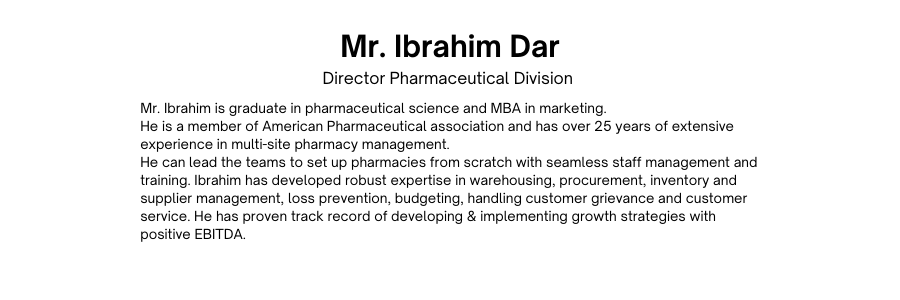 Mr. Ibrahim Dar
Director Pharmaceutical Division
Mr. Ibrahim is graduate in pharmaceutical science and MBA in marketing.
He is a member of American Pharmaceutical association and has over 25 years of extensive
experience in multi-site pharmacy management.
He can lead the teams to set up pharmacies from scratch with seamless staff management and
training. Ibrahim has developed robust expertise in warehousing, procurement, inventory and
supplier management, loss prevention, budgeting, handling customer grievance and customer
service. He has proven track record of developing & implementing growth strategies with
positive EBITDA.